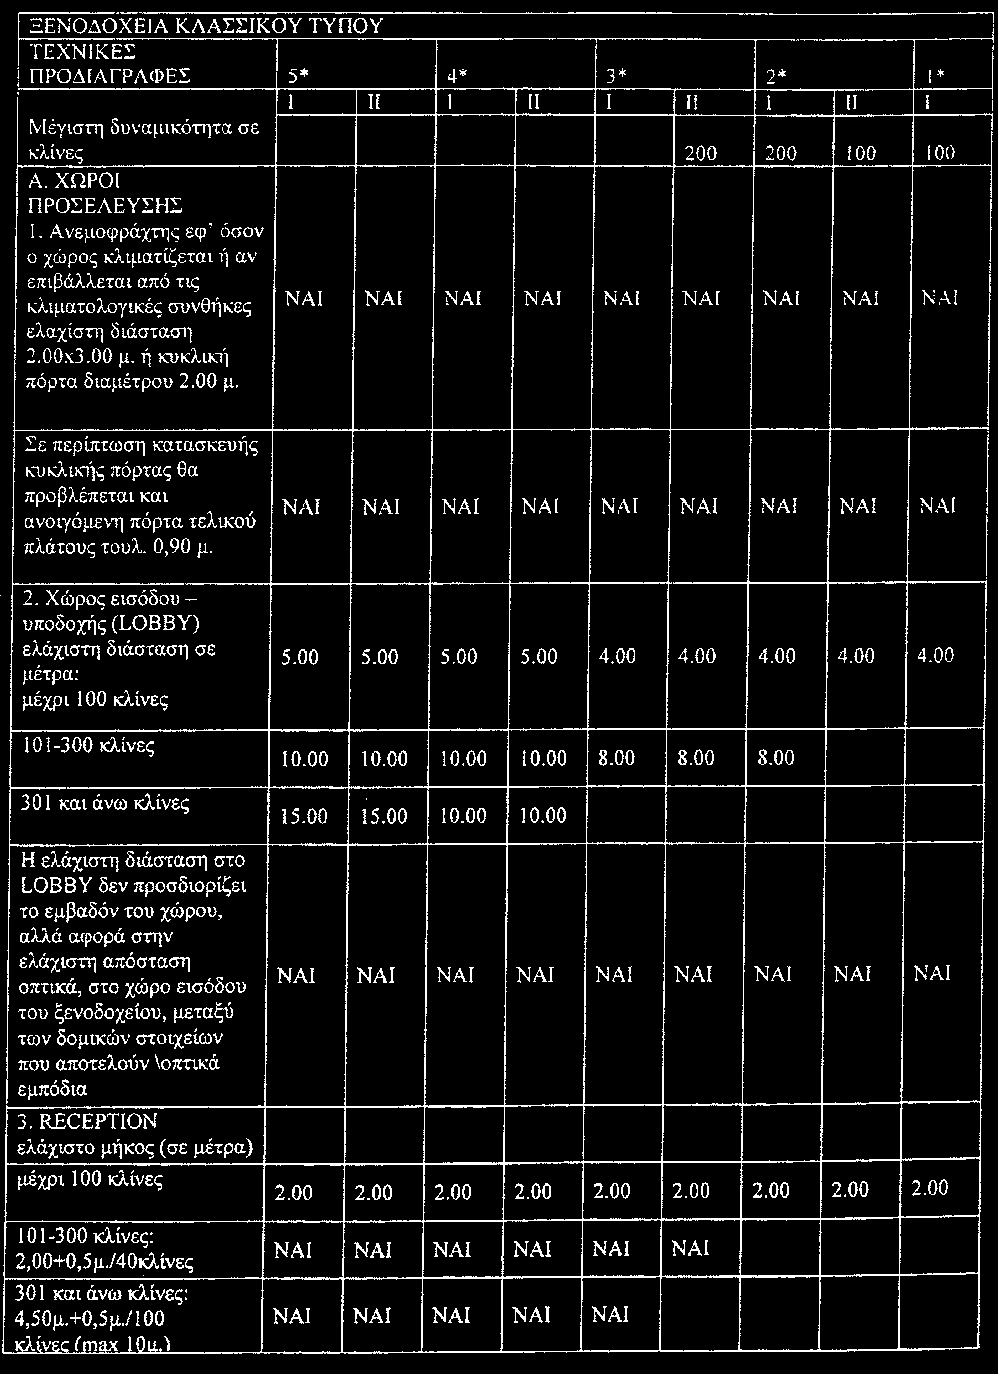 ΞΕΝΟΔΟΧΕΙΑ ΚΛΑΣΣΙΚΟΥ ΤΥΠΟΥ
ΤΕΧΝΙΚΕΣ
ΠΡΟΔΙΑΓΡΑΦΕΣ 5* 4* 3* 2* 1*
I II I II I II I II I
Μέγιστη δυναμικότητα σε
κλίνες 200 200 100 100
Α. ΧΩΡΟΙ
ΠΡΟΣΕΛΕΥΣΗΣ
1. Ανεμοφράχτης εφ' όσον
ο χώρος κλιματίζεται ή αν
επιβάλλεται από τις
κλιματολογικές συνθήκες ΝΑΙ ΝΑΙ ΝΑΙ ΝΑΙ ΝΑΙ ΝΑΙ ΝΑΙ ΝΑΙ ΝΑΙ
ελαχίστη διάσταση
2.00x3.00 μ. ή κυκλική
πόρτα διαμέτρου 2.00 μ.
Σε περίπτωση κατασκευής
κυκλικής πόρτας θα
προβλέπεται και
ανοιγόμενη πόρτα τελικού ΝΑΙ ΝΑΙ ΝΑΙ ΝΑΙ ΝΑΙ ΝΑΙ ΝΑΙ ΝΑΙ ΝΑΙ
πλάτους τουλ. 0,90 μ.
2. Χώρος εισόδου –
υποδοχής (LOBBY)
ελάχιστη διάσταση σε 5.00 5.00 5.00 5.00 4.00 4.00 4.00 4.00 4.00
μέτρα:
μέχρι 100 κλίνες
101-300 κλίνες 10.00 10.00 10.00 10.00 8.00 8.00 8.00
301 και άνω κλίνες 15.00 15.00 10.00 10.00
Η ελάχιστη διάσταση στο
LOBBY δεν προσδιορίζει
το εμβαδόν του χώρου,
αλλά αφορά στην
ελάχιστη απόσταση
οπτικά, στο χώρο εισόδου ΝΑΙ ΝΑΙ ΝΑΙ ΝΑΙ ΝΑΙ ΝΑΙ ΝΑΙ ΝΑΙ ΝΑΙ
του ξενοδοχείου, μεταξύ
των δομικών στοιχείων
που αποτελούν \οπτικά
εμπόδια
3. RECEPTION
ελάχιστο μήκος (σε μέτρα)
μέχρι 100 κλίνες 2.00 2.00 2.00 2.00 2.00 2.00 2.00 2.00 2.00
101-300 κλίνες:
2,00+0,5μ./40κλίνες ΝΑΙ ΝΑΙ ΝΑΙ ΝΑΙ ΝΑΙ ΝΑΙ
301 και άνω κλίνες:
4,50μ.+0,5μ./100 ΝΑΙ ΝΑΙ ΝΑΙ ΝΑΙ ΝΑΙ
κλίνες (max 10μ.)